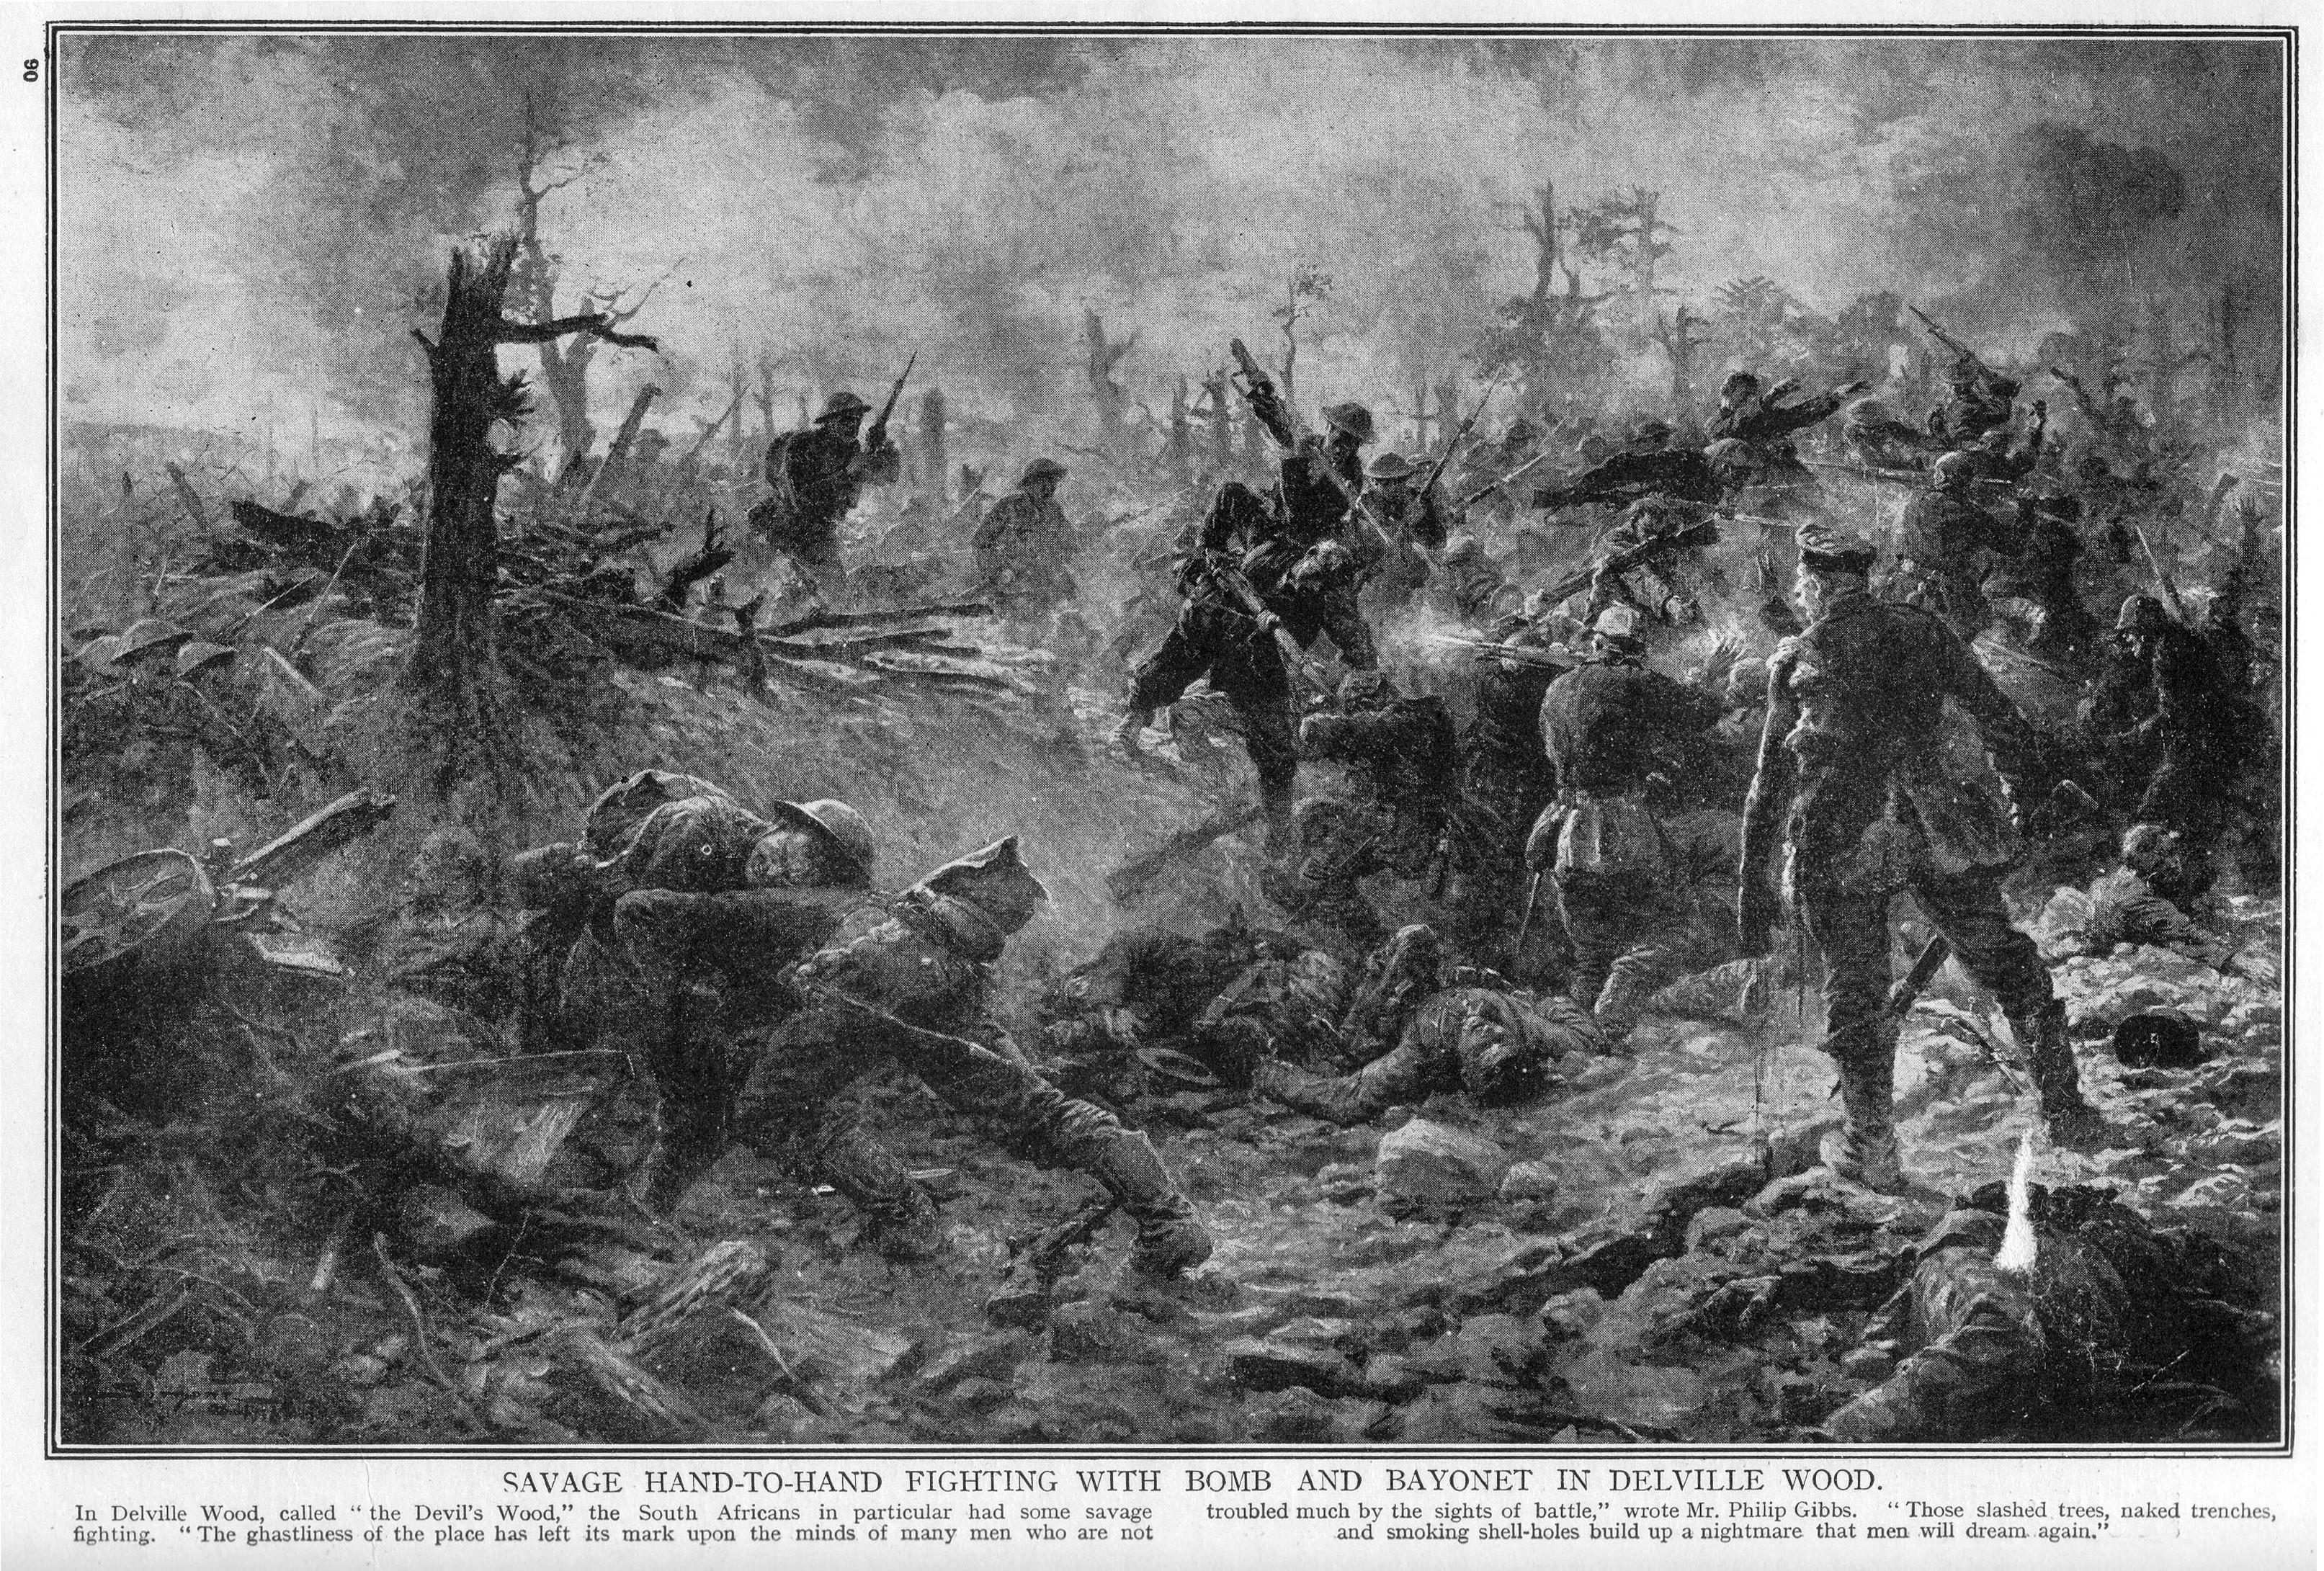 90
SAVAGE HAND-TO-HAND FIGHTING WITH BOMB AND BAYONET IN DELVILLE WOOD.
In Delville Wood, called “ the Devil's Wood,” the South Africans in particular had some savage
fighting. “ The ghastliness of the place has left its mark upon the minds of many men who are not
troubled much by the sights of battle,” wrote Mr. Philip Gibbs. “ Those slashed trees, naked trenches,
and smoking shell-holes build up a nightmare that men will dream again.”